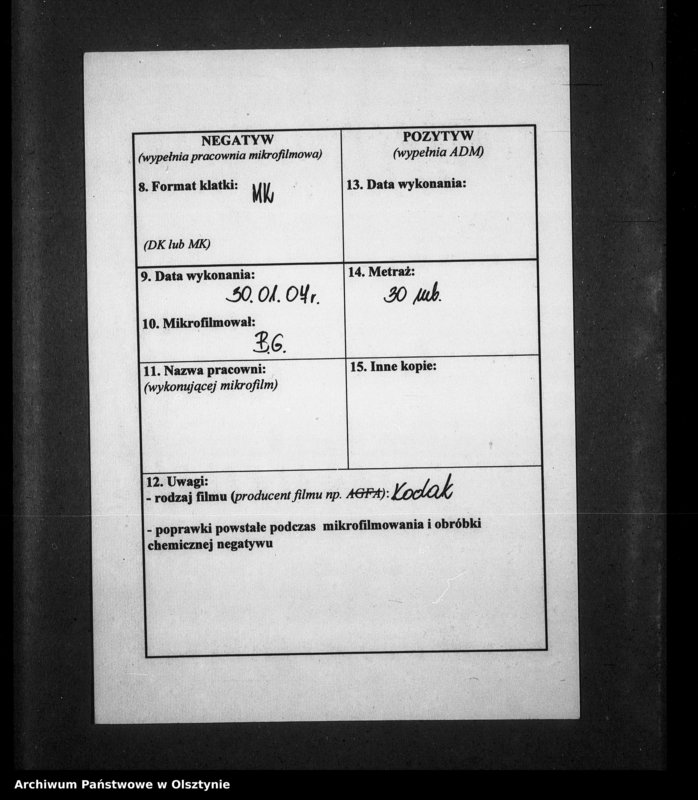 NEGATYW
(wypełnia pracownia mikrofilmowa)
8. Format klatki: MK
(DK lub MK)
POZYTYW
(wypełnia ADM)
13. Data wykonania:
9. Data wykonania:
30.01.04r.
10. Mikrofilmował:
B.G.
14. Metraż:
30 mb.
11. Nazwa pracowni:
(wykonującej mikrofilm)
15. Inne kopie:
12. Uwagi:
- rodzaj filmu (producent filmu np. AGFA): Kodak
- poprawki powstałe podczas mikrofilmowania i obróbki
chemicznej negatywu
Archiwum Państwowe w Olsztynie